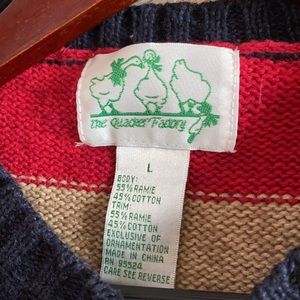 The Quacker Factory
L
BODY:
55% RAMIE
45% COTTON
TRIM:
55% RAMIE
45% COTTON
EXCLUSIVE OF
ORNAMENTATION
MADE IN CHINA
RN 95524
CARE SEE REVERSE